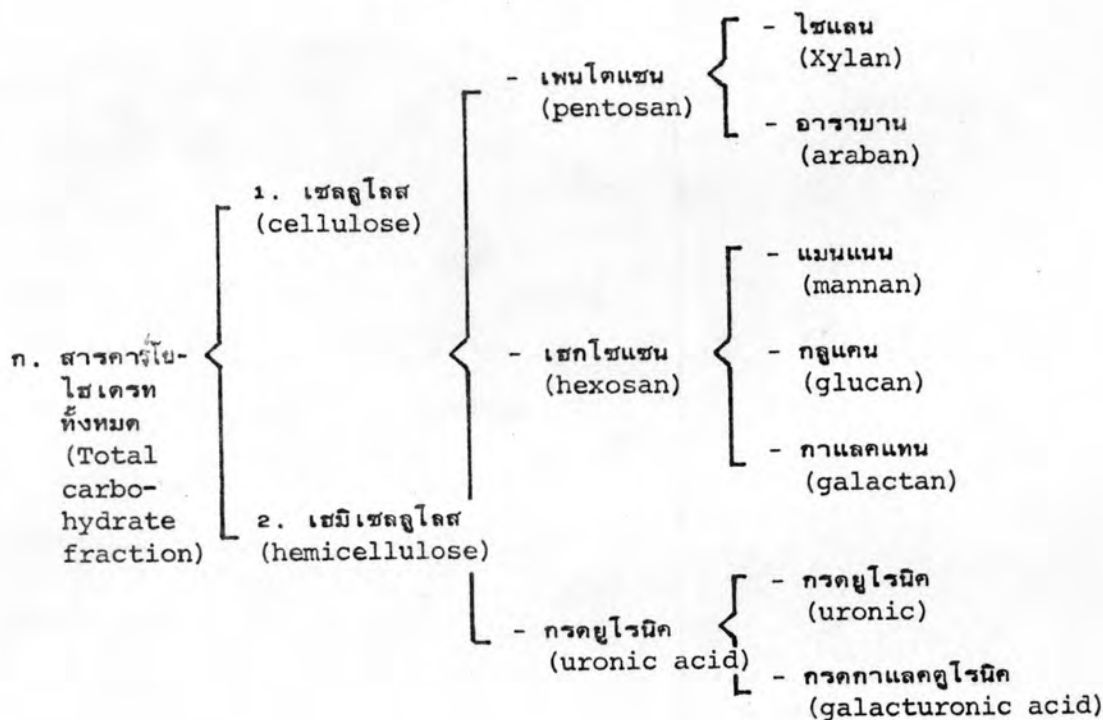 ก. สารคาร์โบ-
ไฮเดรท
ทั้งหมด
(Total
carbo-
hydrate
fraction)
1. เซลลูโลส
(cellulose)
2. เฮมิเซลลูโลส
(hemicellulose)
- เพนโตแซน
(pentosan)
- ไซแลน
(Xylan)
- อาราบาน
(araban)
- เฮกโซแซน
(hexosan)
- แมนแนน
(mannan)
- กลูแคน
(glucan)
- กาแลคแทน
(galactan)
- กรดยูโรนิค
(uronic acid)
- กรดยูโรนิค
(uronic)
- กรดกาแลคตูโรนิค
(galacturonic acid)